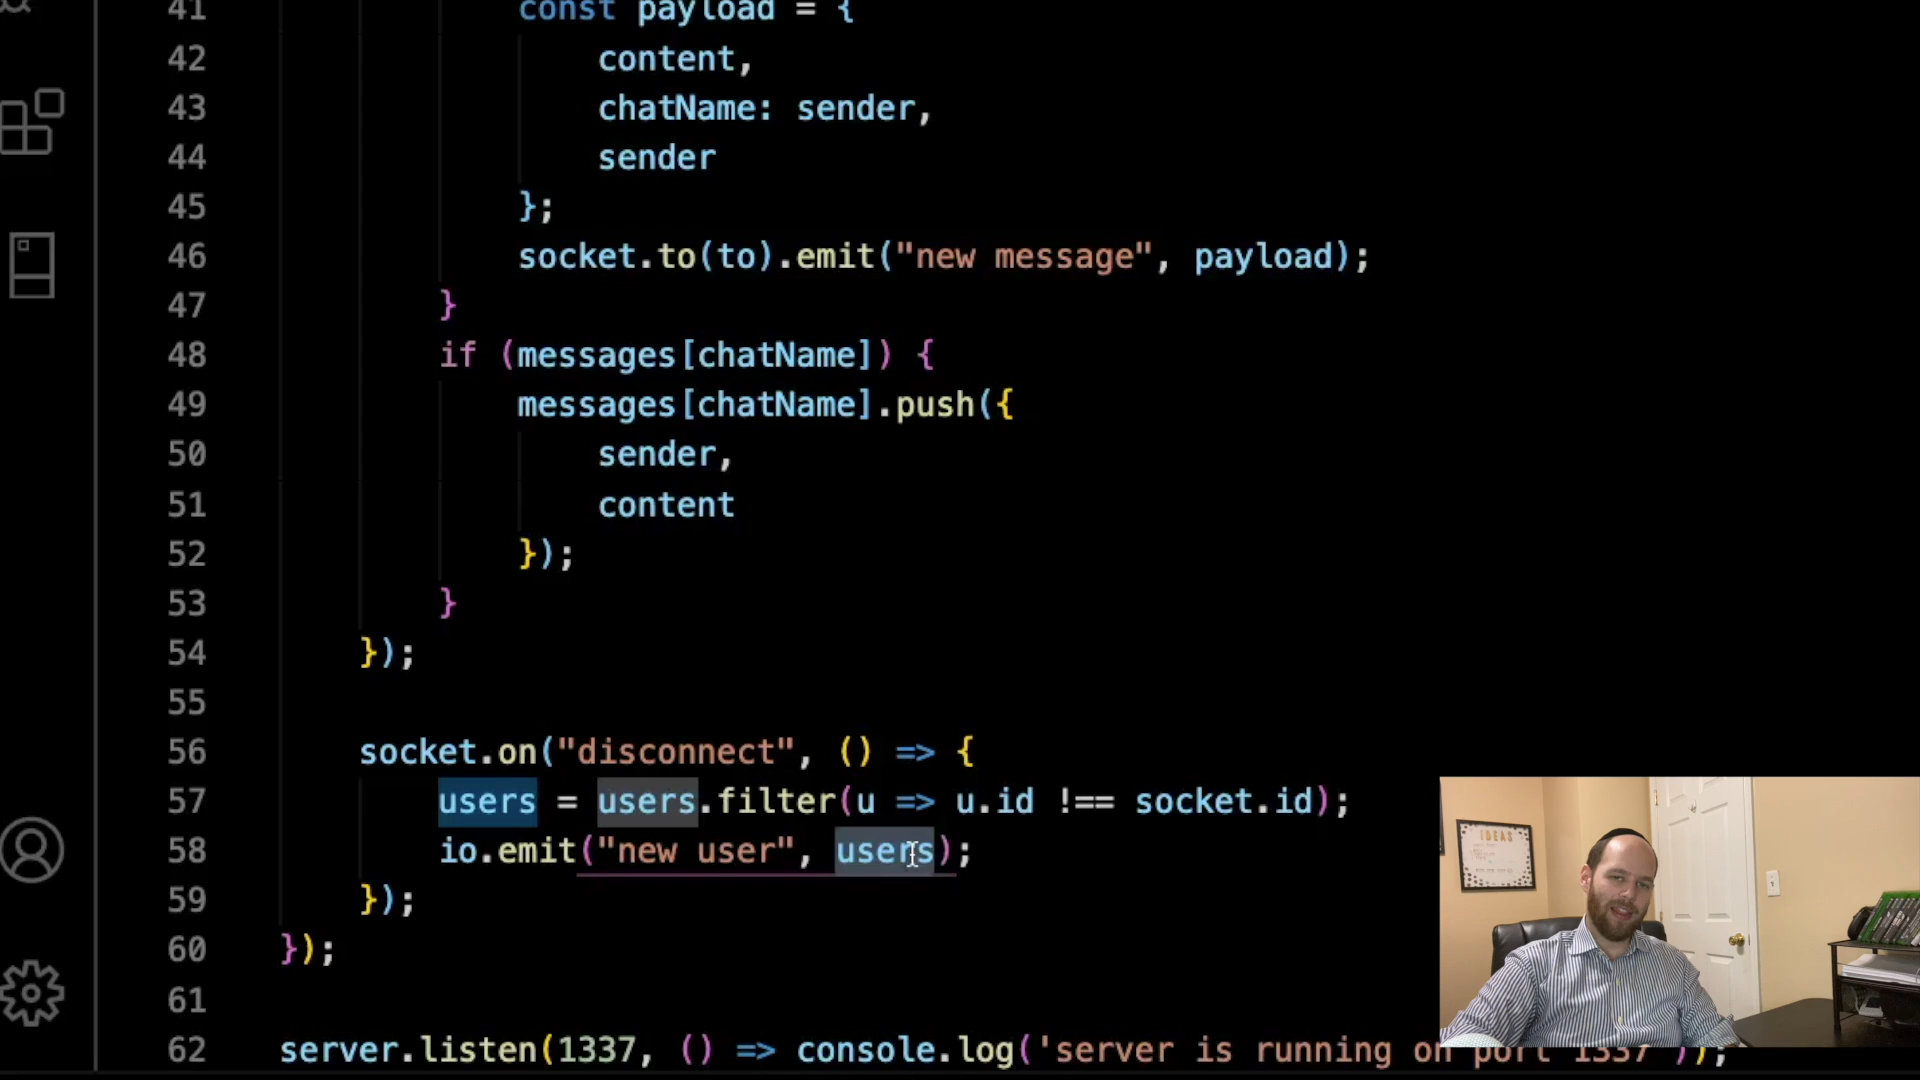 41 const payload = {
42 content,
43 chatName: sender,
44 sender
45 };
46 socket.to(to).emit("new message", payload);
47 }
48 if (messages[chatName]) {
49 messages[chatName].push({
50 sender,
51 content
52 });
53 }
54 });
55
56 socket.on("disconnect", () => {
57 users = users.filter(u => u.id !== socket.id);
58 io.emit("new user", users);
59 });
60 });
61
62 server.listen(1337, () => console.log('server is running on port 1337'));
IDEAS